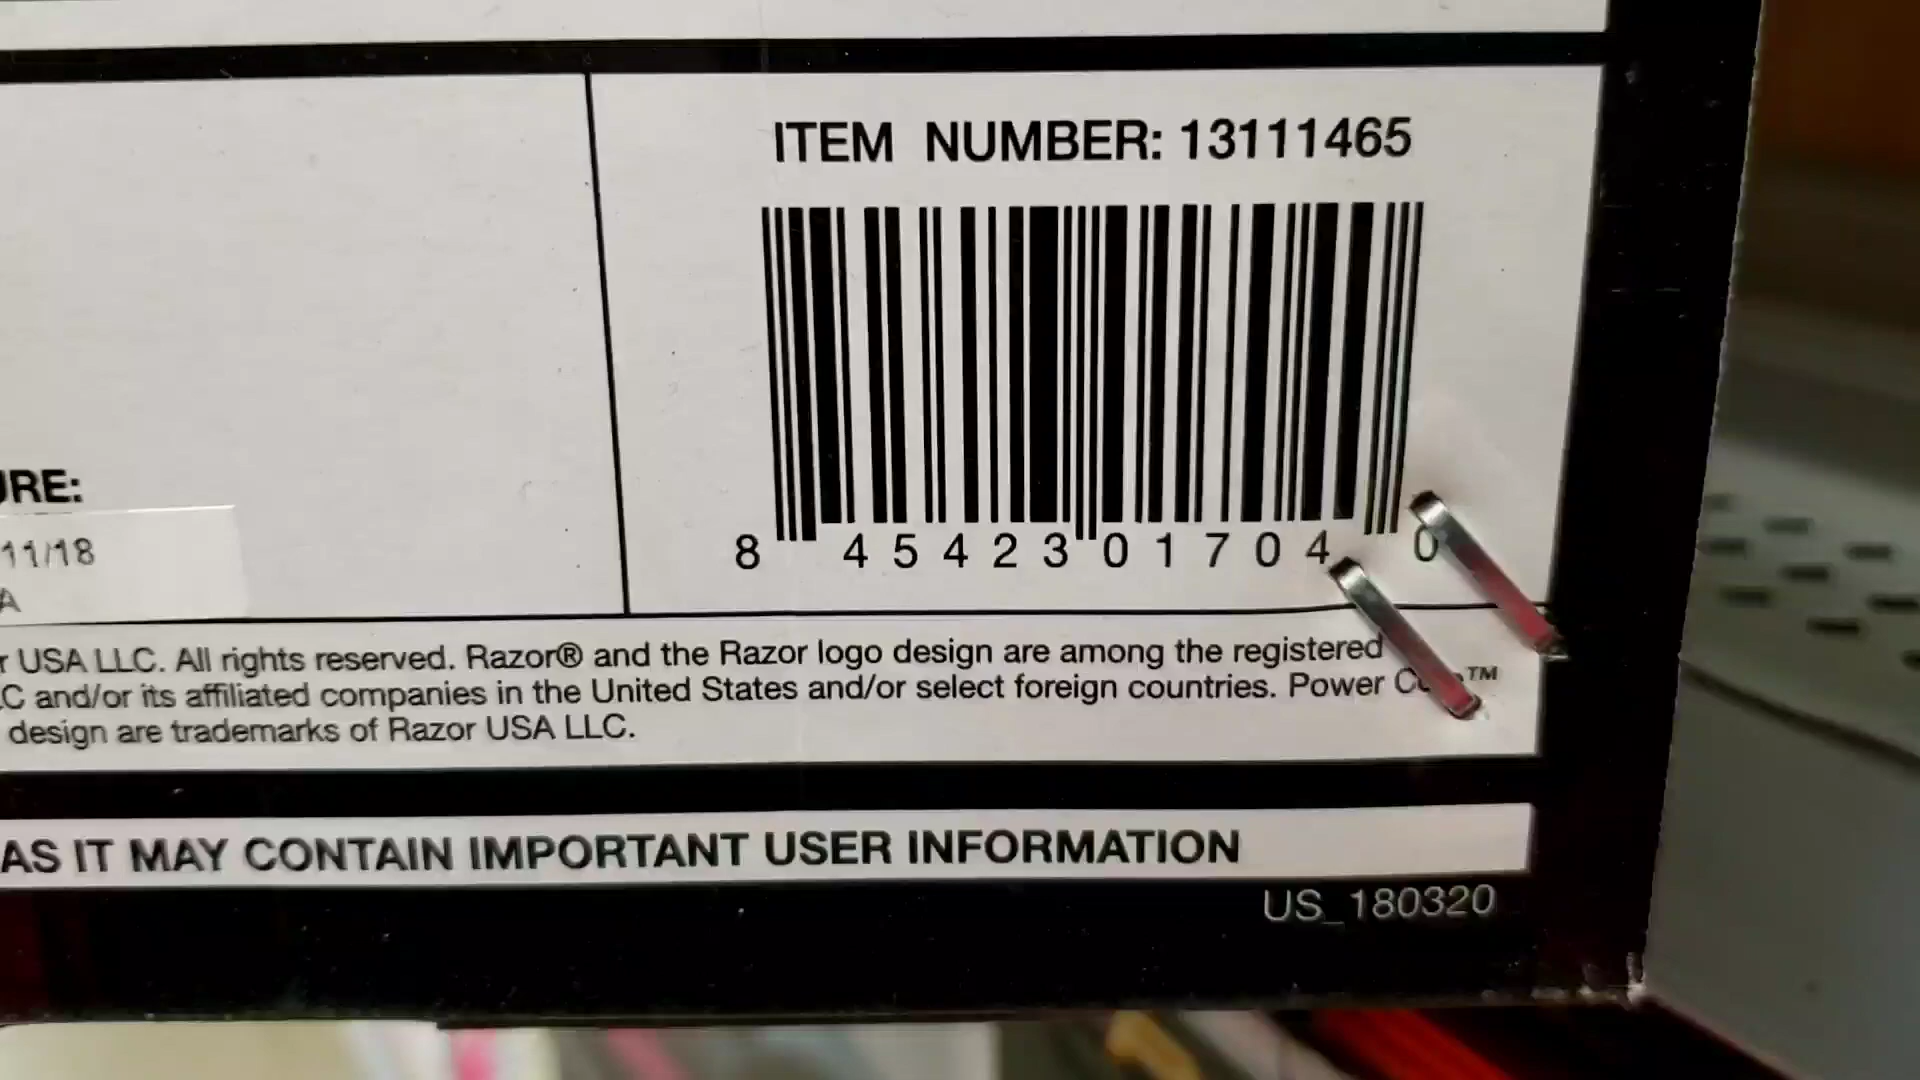 ITEM NUMBER: 13111465
8 45423 01704 0
URE:
11/18
A
r USA LLC. All rights reserved. Razor® and the Razor logo design are among the registered
LC and/or its affiliated companies in the United States and/or select foreign countries. Power
design are trademarks of Razor USA LLC.
AS IT MAY CONTAIN IMPORTANT USER INFORMATION
US_180320